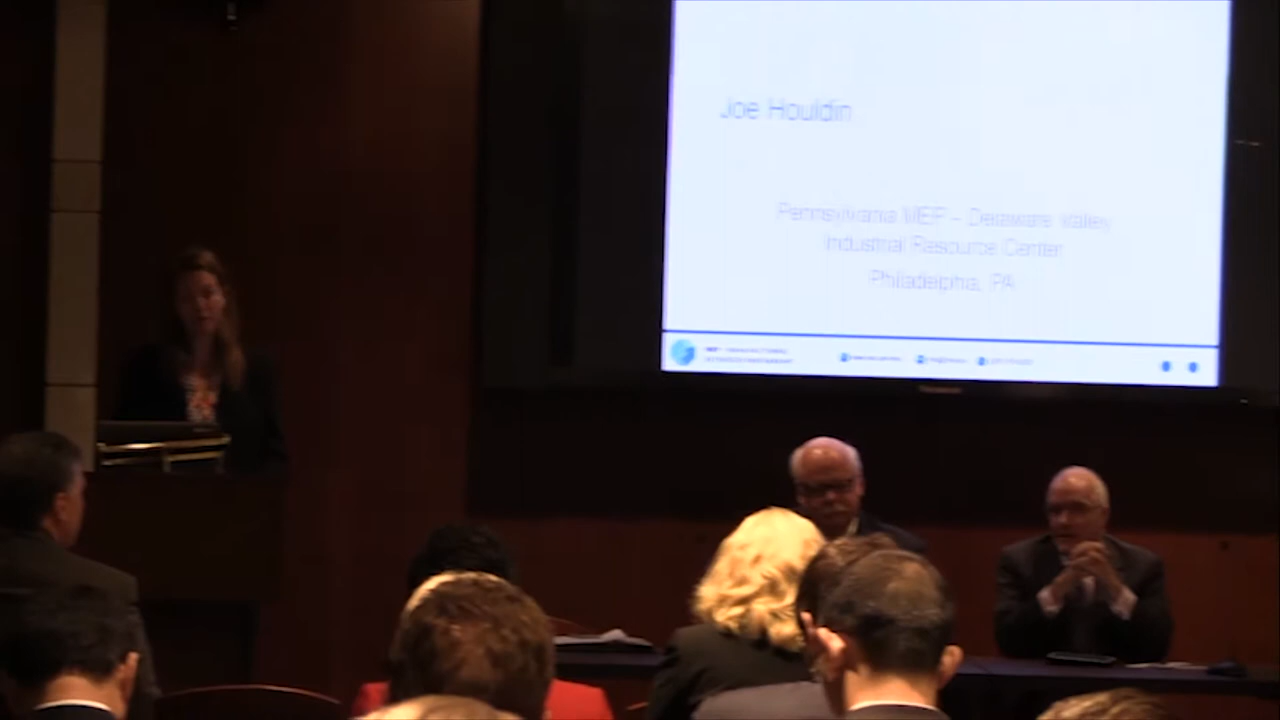 Joe Houldin
Pennsylvania MEP – Delaware Valley
Industrial Resource Center
Philadelphia, PA